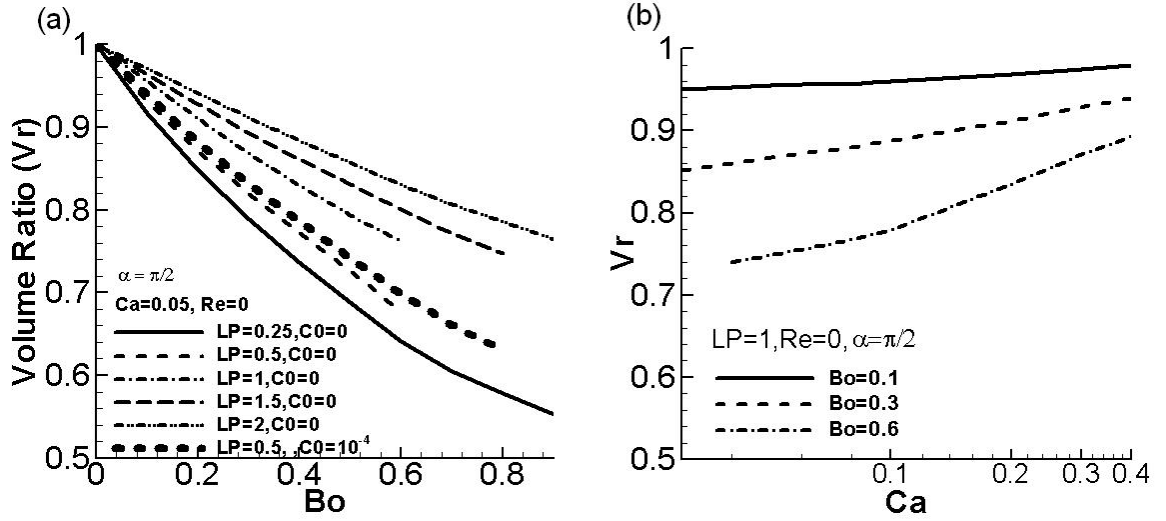 (a)
Volume Ratio (Vr)
1
0.9
0.8
0.7
0.6
0.5
α = π/2
Ca=0.05, Re=0
LP=0.25,C0=0
LP=0.5,C0=0
LP=1,C0=0
LP=1.5,C0=0
LP=2,C0=0
LP=0.5, ,C0=10⁻⁴
0 0.2 0.4 0.6 0.8
Bo
(b)
Vr
1
0.9
0.8
0.7
0.6
0.5
LP=1,Re=0,α=π/2
Bo=0.1
Bo=0.3
Bo=0.6
0.1 0.2 0.3 0.4
Ca